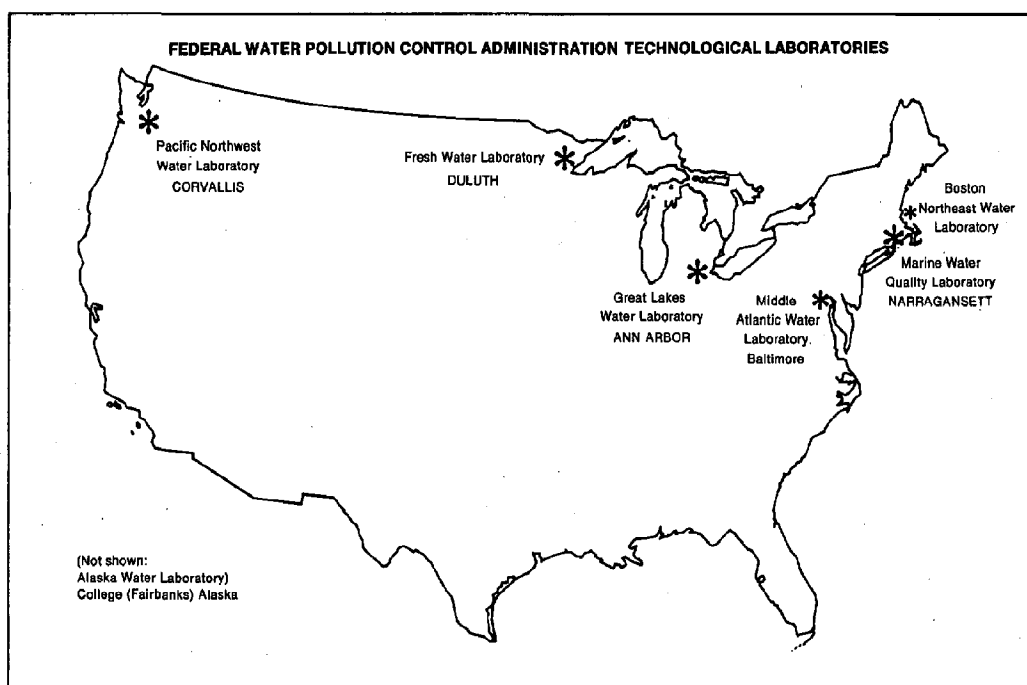 FEDERAL WATER POLLUTION CONTROL ADMINISTRATION TECHNOLOGICAL LABORATORIES
Pacific Northwest
Water Laboratory
CORVALLIS
Fresh Water Laboratory
DULUTH
Boston
Northeast Water
Laboratory
Marine Water
Quality Laboratory
NARRAGANSETT
Great Lakes
Water Laboratory
ANN ARBOR
Middle
Atlantic Water
Laboratory.
Baltimore
(Not shown:
Alaska Water Laboratory)
College (Fairbanks) Alaska